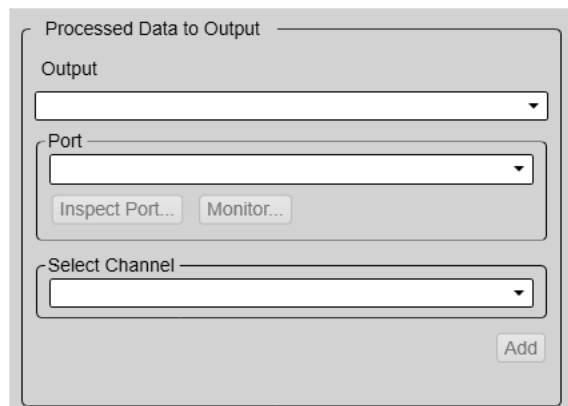 Processed Data to Output
Output
Port
Inspect Port... Monitor...
Select Channel
Add